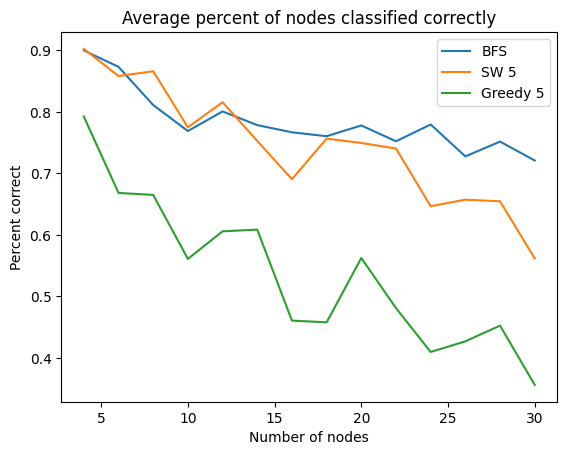 Average percent of nodes classified correctly
BFS
SW 5
Greedy 5
Percent correct
0.9
0.8
0.7
0.6
0.5
0.4
5
10
15
20
25
30
Number of nodes